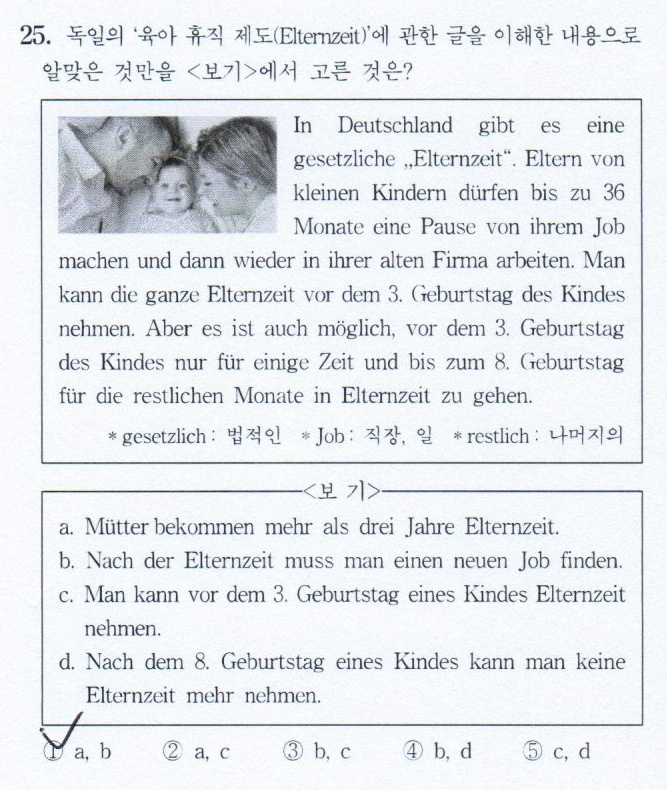 25. 독일의 ‘육아 휴직 제도(Elternzeit)’에 관한 글을 이해한 내용으로
알맞은 것만을 <보기>에서 고른 것은?
In Deutschland gibt es eine
gesetzliche „Elternzeit“. Eltern von
kleinen Kindern dürfen bis zu 36
Monate eine Pause von ihrem Job
machen und dann wieder in ihrer alten Firma arbeiten. Man
kann die ganze Elternzeit vor dem 3. Geburtstag des Kindes
nehmen. Aber es ist auch möglich, vor dem 3. Geburtstag
des Kindes nur für einige Zeit und bis zum 8. Geburtstag
für die restlichen Monate in Elternzeit zu gehen.
* gesetzlich : 법적인 * Job : 직장, 일 * restlich : 나머지의
<보 기>
a. Mütter bekommen mehr als drei Jahre Elternzeit.
b. Nach der Elternzeit muss man einen neuen Job finden.
c. Man kann vor dem 3. Geburtstag eines Kindes Elternzeit
nehmen.
d. Nach dem 8. Geburtstag eines Kindes kann man keine
Elternzeit mehr nehmen.
① a, b ② a, c ③ b, c ④ b, d ⑤ c, d